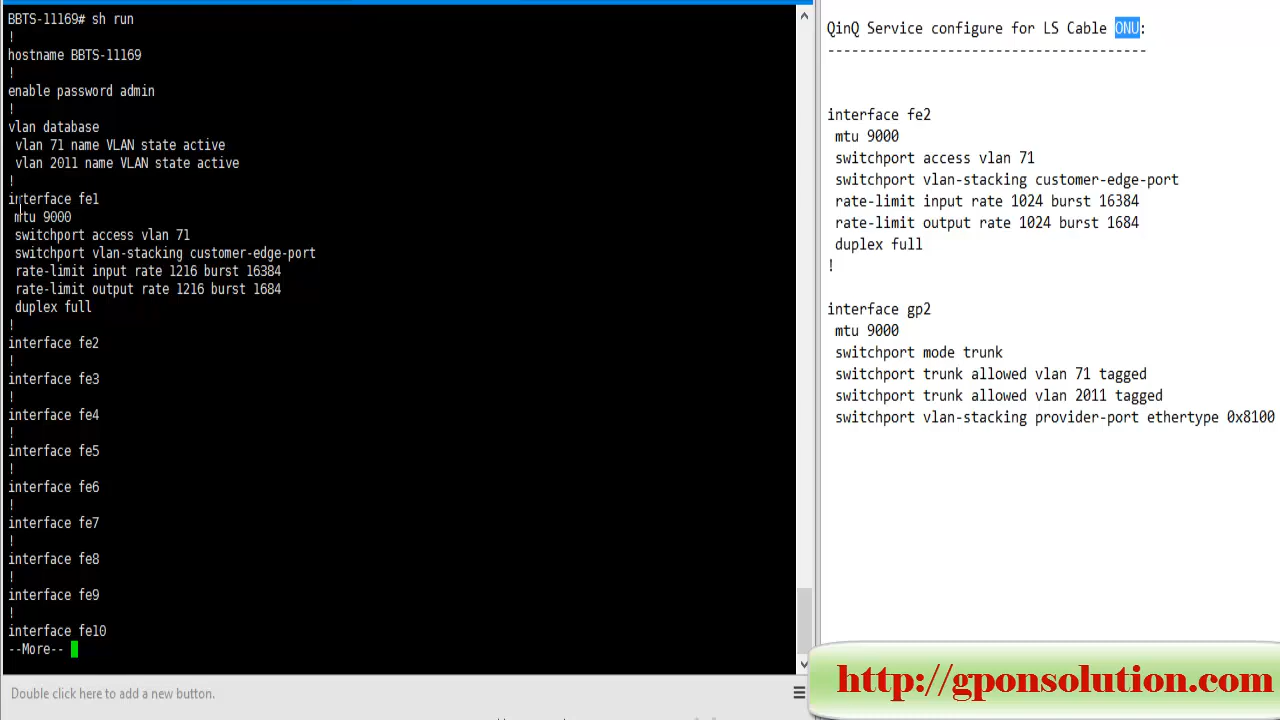 BBTS-11169# sh run
!
hostname BBTS-11169
!
enable password admin
!
vlan database
vlan 71 name VLAN state active
vlan 2011 name VLAN state active
!
interface fe1
mtu 9000
switchport access vlan 71
switchport vlan-stacking customer-edge-port
rate-limit input rate 1216 burst 16384
rate-limit output rate 1216 burst 1684
duplex full
!
interface fe2
!
interface fe3
!
interface fe4
!
interface fe5
!
interface fe6
!
interface fe7
!
interface fe8
!
interface fe9
!
interface fe10
--More--
Double click here to add a new button.
QinQ Service configure for LS Cable ONU:
----------------------------------------
interface fe2
mtu 9000
switchport access vlan 71
switchport vlan-stacking customer-edge-port
rate-limit input rate 1024 burst 16384
rate-limit output rate 1024 burst 1684
duplex full
!
interface gp2
mtu 9000
switchport mode trunk
switchport trunk allowed vlan 71 tagged
switchport trunk allowed vlan 2011 tagged
switchport vlan-stacking provider-port ethertype 0x8100
http://gponsolution.com